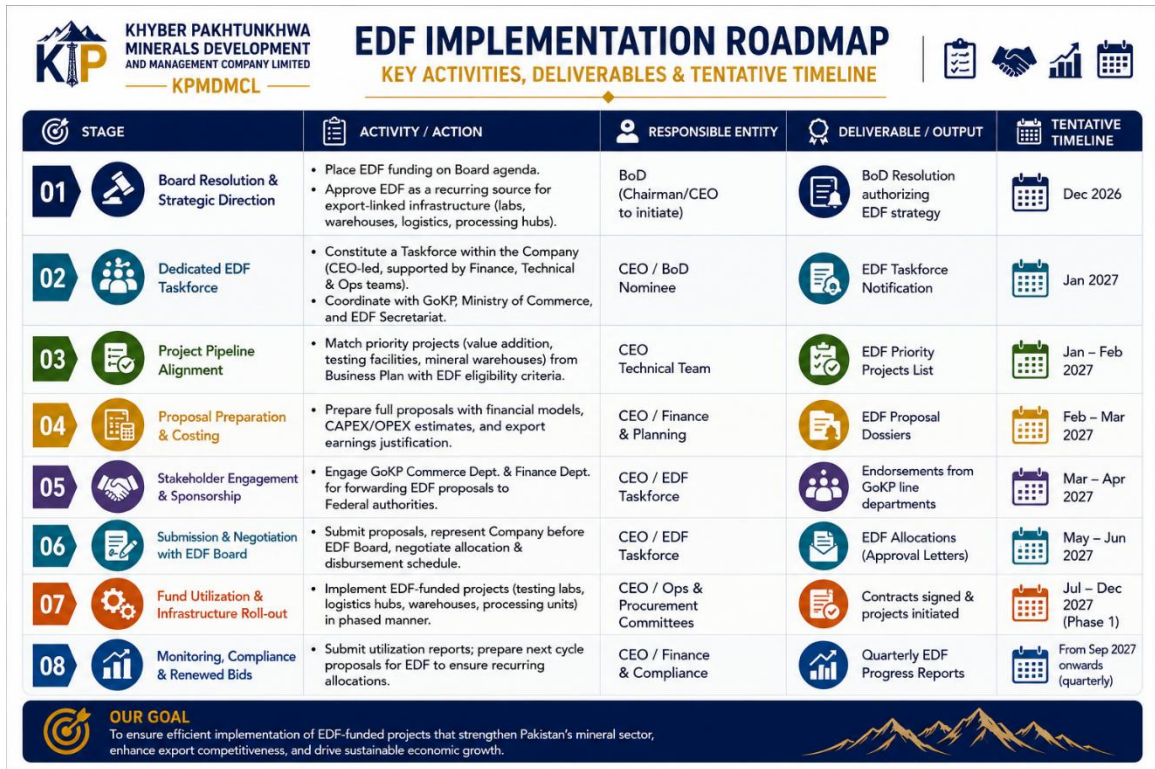 KP
KHYBER PAKHTUNKHWA
MINERALS DEVELOPMENT
AND MANAGEMENT COMPANY LIMITED
KPMDMCL
EDF IMPLEMENTATION ROADMAP
KEY ACTIVITIES, DELIVERABLES & TENTATIVE TIMELINE
STAGE
ACTIVITY / ACTION
RESPONSIBLE ENTITY
DELIVERABLE / OUTPUT
TENTATIVE
TIMELINE
01
Board Resolution &
Strategic Direction
• Place EDF funding on Board agenda.
• Approve EDF as a recurring source for
export-linked infrastructure (labs,
warehouses, logistics, processing hubs).
BoD
(Chairman/CEO
to initiate)
BoD Resolution
authorizing
EDF strategy
Dec 2026
02
Dedicated EDF
Taskforce
• Constitute a Taskforce within the Company
(CEO-led, supported by Finance, Technical
& Ops teams).
• Coordinate with GoKP, Ministry of Commerce,
and EDF Secretariat.
CEO / BoD
Nominee
EDF Taskforce
Notification
Jan 2027
03
Project Pipeline
Alignment
• Match priority projects (value addition,
testing facilities, mineral warehouses) from
Business Plan with EDF eligibility criteria.
CEO
Technical Team
EDF Priority
Projects List
Jan – Feb
2027
04
Proposal Preparation
& Costing
• Prepare full proposals with financial models,
CAPEX/OPEX estimates, and export
earnings justification.
CEO / Finance
& Planning
EDF Proposal
Dossiers
Feb – Mar
2027
05
Stakeholder Engagement
& Sponsorship
• Engage GoKP Commerce Dept. & Finance Dept.
for forwarding EDF proposals to
Federal authorities.
CEO / EDF
Taskforce
Endorsements from
GoKP line
departments
Mar – Apr
2027
06
Submission & Negotiation
with EDF Board
• Submit proposals, represent Company before
EDF Board, negotiate allocation &
disbursement schedule.
CEO / EDF
Taskforce
EDF Allocations
(Approval Letters)
May – Jun
2027
07
Fund Utilization &
Infrastructure Roll-out
• Implement EDF-funded projects (testing labs,
logistics hubs, warehouses, processing units)
in phased manner.
CEO / Ops &
Procurement
Committees
Contracts signed &
projects initiated
Jul – Dec
2027
(Phase 1)
08
Monitoring, Compliance
& Renewed Bids
• Submit utilization reports; prepare next cycle
proposals for EDF to ensure recurring
allocations.
CEO / Finance
& Compliance
Quarterly EDF
Progress Reports
From Sep 2027
onwards
(quarterly)
OUR GOAL
To ensure efficient implementation of EDF-funded projects that strengthen Pakistan's mineral sector,
enhance export competitiveness, and drive sustainable economic growth.